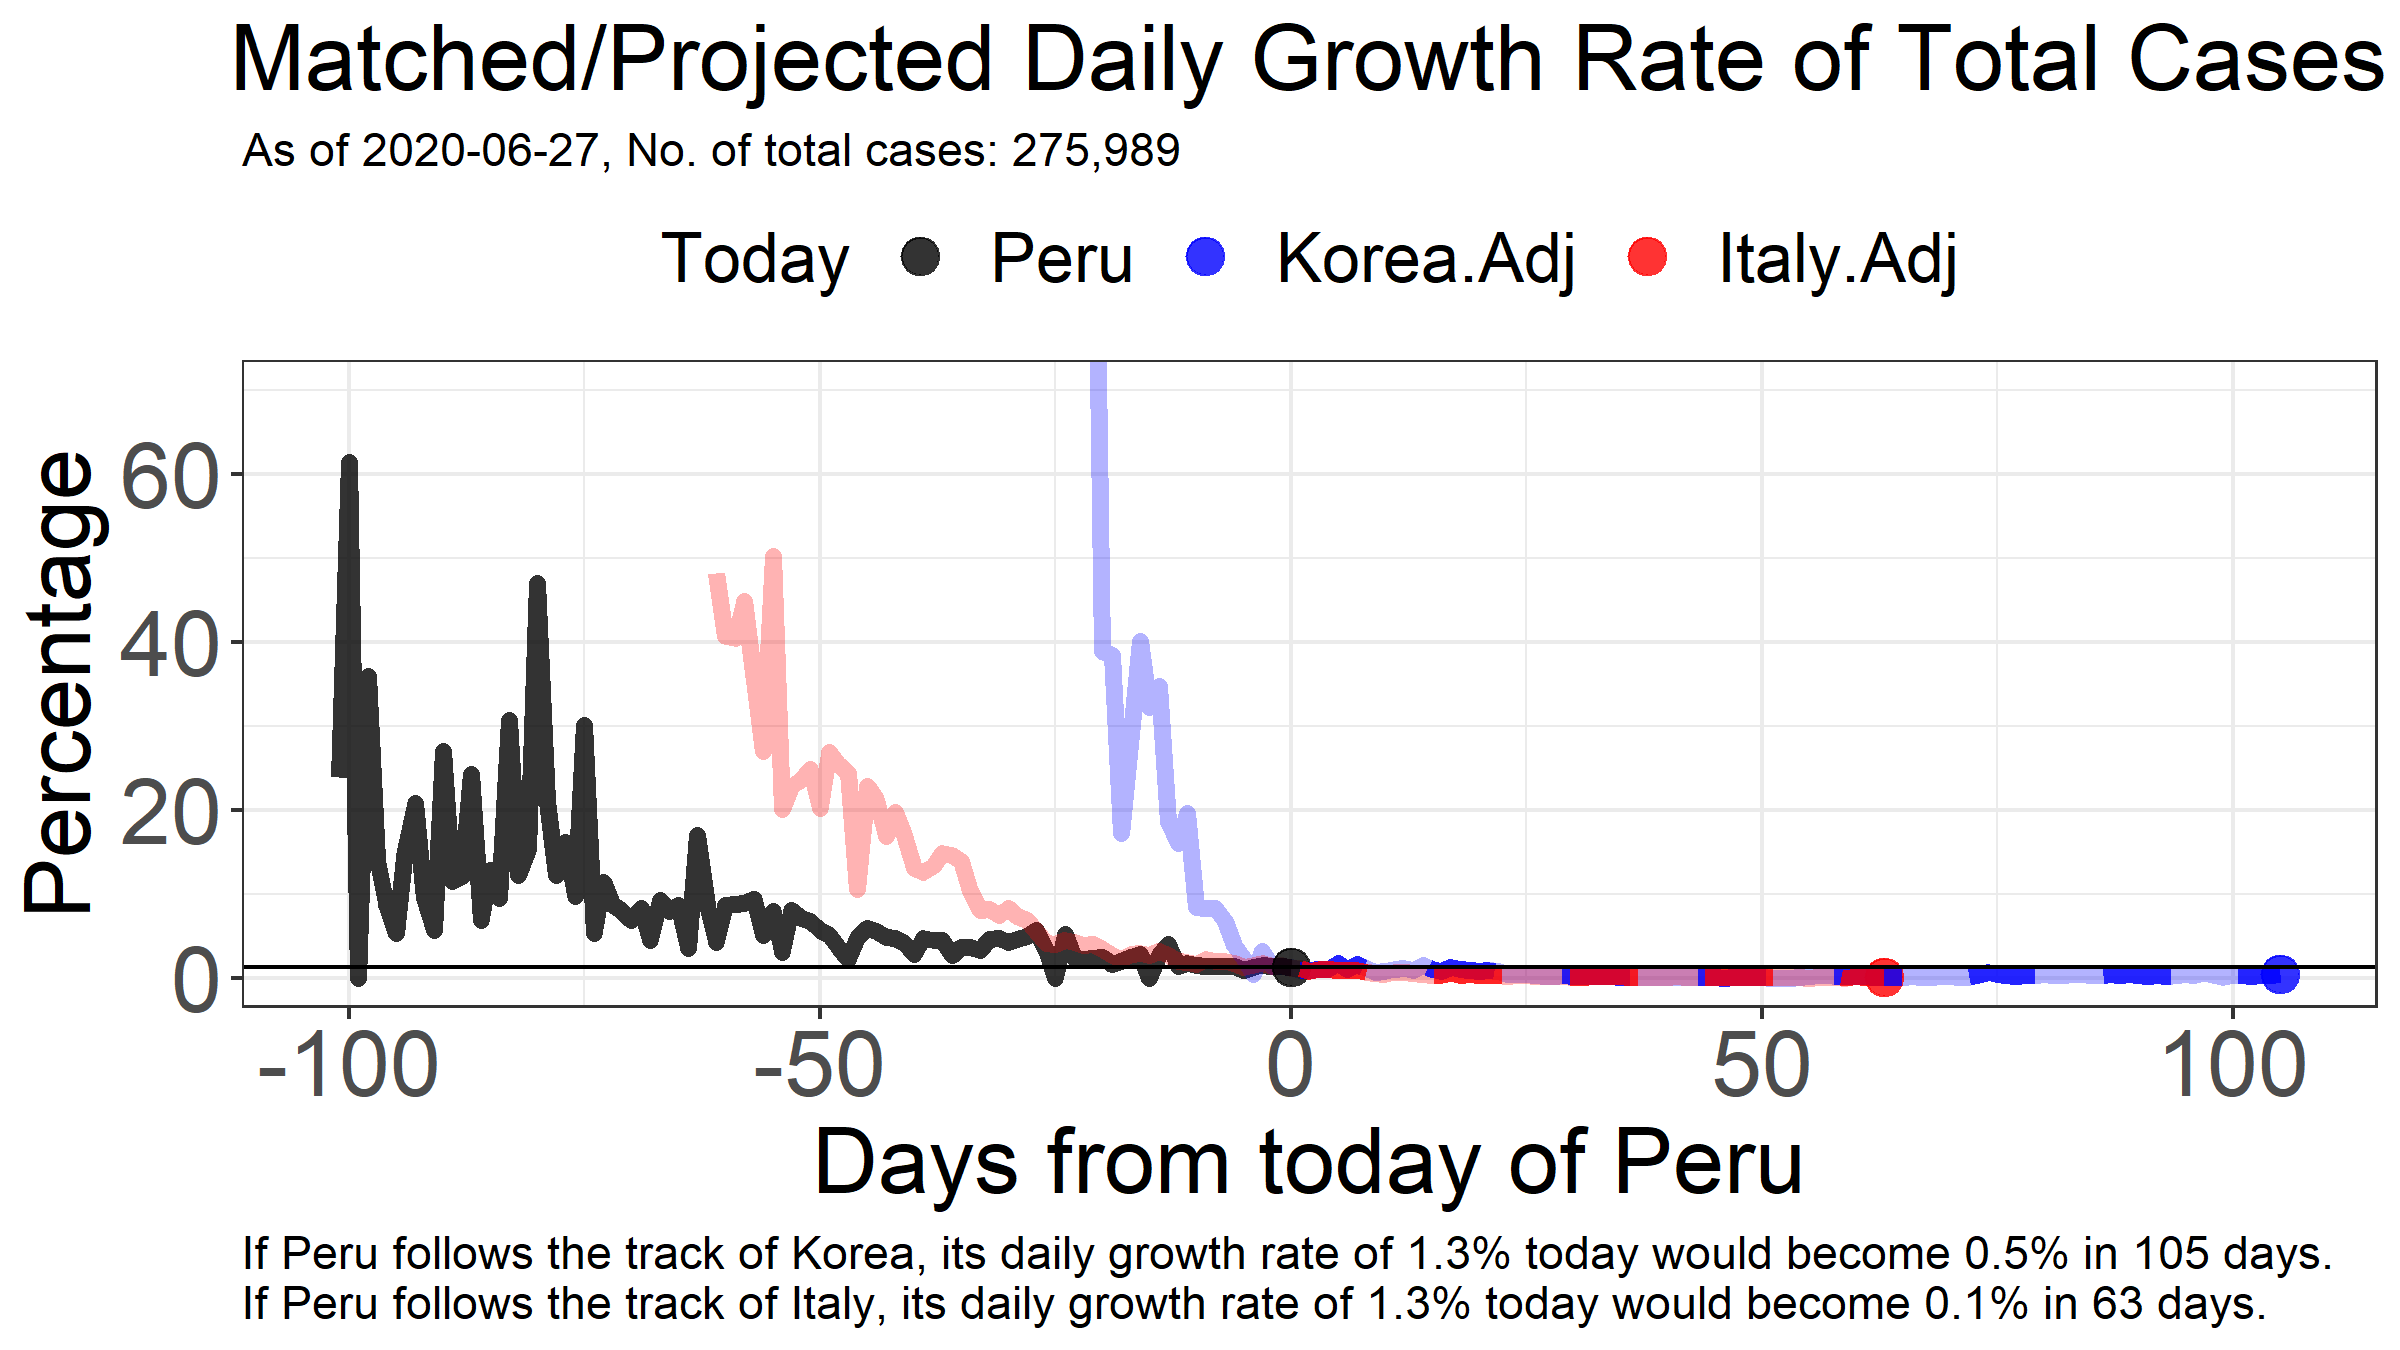 Matched/Projected Daily Growth Rate of Total Cases
As of 2020-06-27, No. of total cases: 275,989
Today Peru Korea.Adj Italy.Adj
Percentage
60
40
20
0
-100 -50 0 50 100
Days from today of Peru
If Peru follows the track of Korea, its daily growth rate of 1.3% today would become 0.5% in 105 days.
If Peru follows the track of Italy, its daily growth rate of 1.3% today would become 0.1% in 63 days.